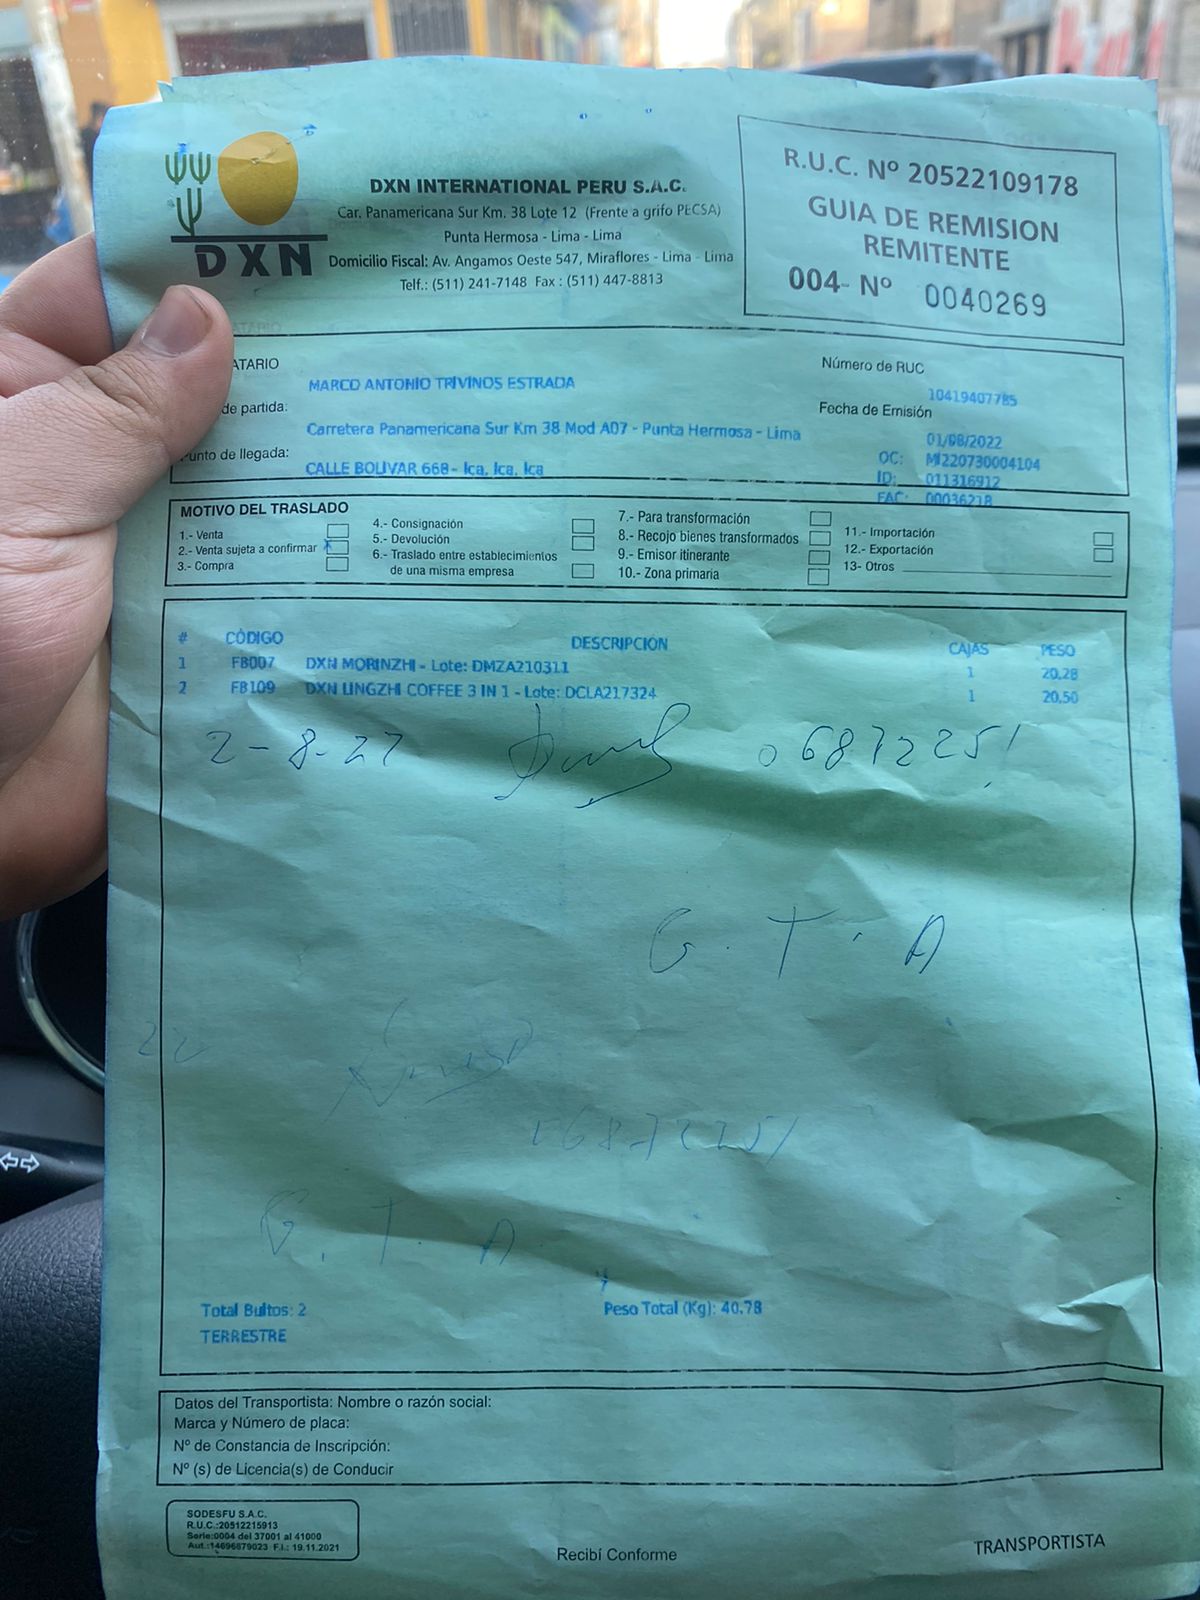 DXN
DXN INTERNATIONAL PERU S.A.C.
Car. Panamericana Sur Km. 38 Lote 12 (Frente a grifo PECSA)
Punta Hermosa - Lima - Lima
Domicilio Fiscal: Av. Angamos Oeste 547, Miraflores - Lima - Lima
Telf.: (511) 241-7148 Fax : (511) 447-8813
R.U.C. Nº 20522109178
GUIA DE REMISION
REMITENTE
004- Nº 0040269
ATARIO
MARCO ANTONIO TRIVINOS ESTRADA
Número de RUC
10419407785
de partida:
Carretera Panamericana Sur Km 38 Mod A07 - Punta Hermosa - Lima
Fecha de Emisión
01/08/2022
Punto de llegada:
CALLE BOLIVAR 668- Ica, Ica, Ica
OC: MI220730004104
ID: 011316912
FAC: 00036218
MOTIVO DEL TRASLADO
1.- Venta
2.- Venta sujeta a confirmar X
3.- Compra
4.- Consignación
5.- Devolución
6.- Traslado entre establecimientos
de una misma empresa
7.- Para transformación
8.- Recojo bienes transformados
9.- Emisor itinerante
10.- Zona primaria
11.- Importación
12.- Exportación
13- Otros
# CÓDIGO DESCRIPCION CAJAS PESO
1 FB007 DXN MORINZHI - Lote: DMZA210311 1 20,28
2 FB109 DXN LINGZHI COFFEE 3 IN 1 - Lote: DCLA217324 1 20,50
2-8-22 06872251
G.T.A
22
06872251
G.T.A
Total Bultos: 2 Peso Total (Kg): 40.78
TERRESTRE
Datos del Transportista: Nombre o razón social:
Marca y Número de placa:
Nº de Constancia de Inscripción:
Nº (s) de Licencia(s) de Conducir
SODESFU S.A.C.
R.U.C.:20512215913
Serie:0004 del 37001 al 41000
Aut.:14696879023 F.I.: 19.11.2021
Recibí Conforme
TRANSPORTISTA